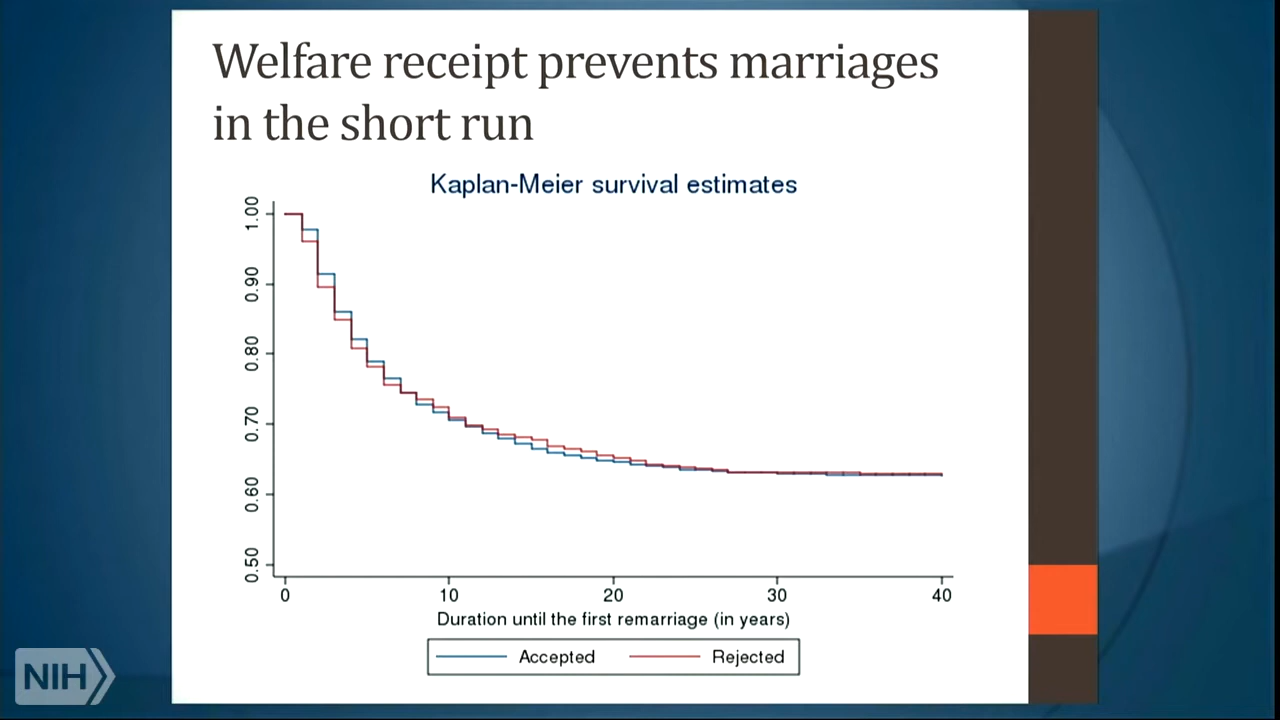 Welfare receipt prevents marriages
in the short run
Kaplan-Meier survival estimates
1.00
0.90
0.80
0.70
0.60
0.50
0
10
20
30
40
Duration until the first remarriage (in years)
Accepted
Rejected
NIH